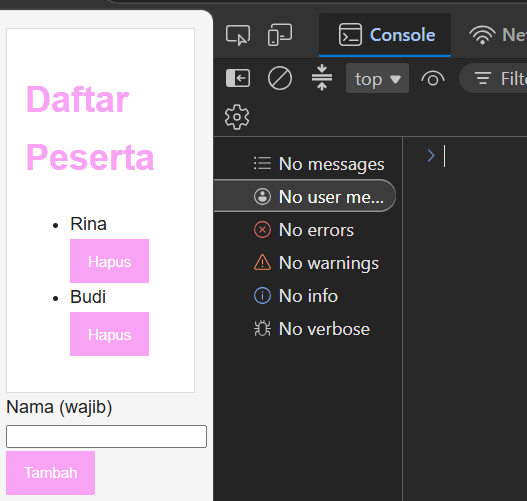 Daftar
Peserta
Rina
Hapus
Budi
Hapus
Nama (wajib)
Tambah
Console
Ne
top
Filte
No messages
No user me...
No errors
No warnings
No info
No verbose